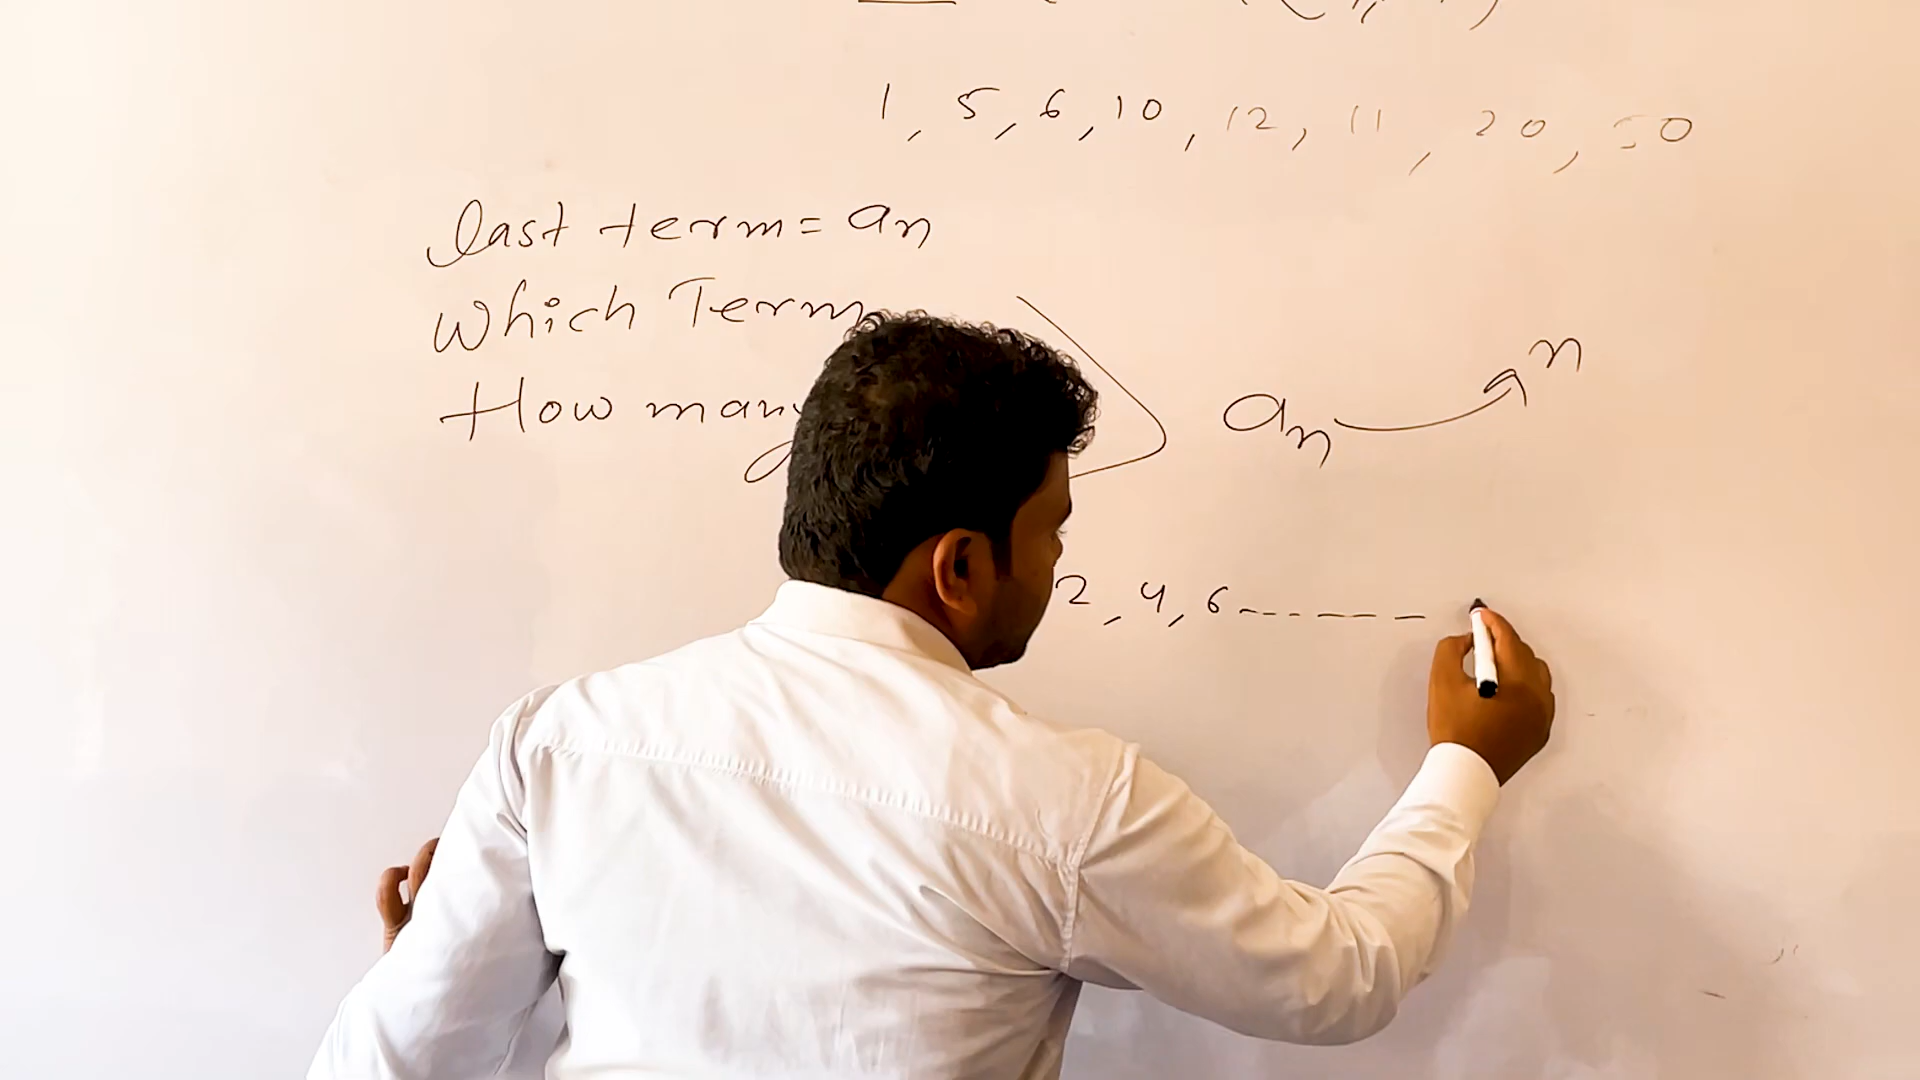 1, 5, 6, 10, 12, 11, 20, 50
last term = an
Which Term
How many
an n
2, 4, 6-------